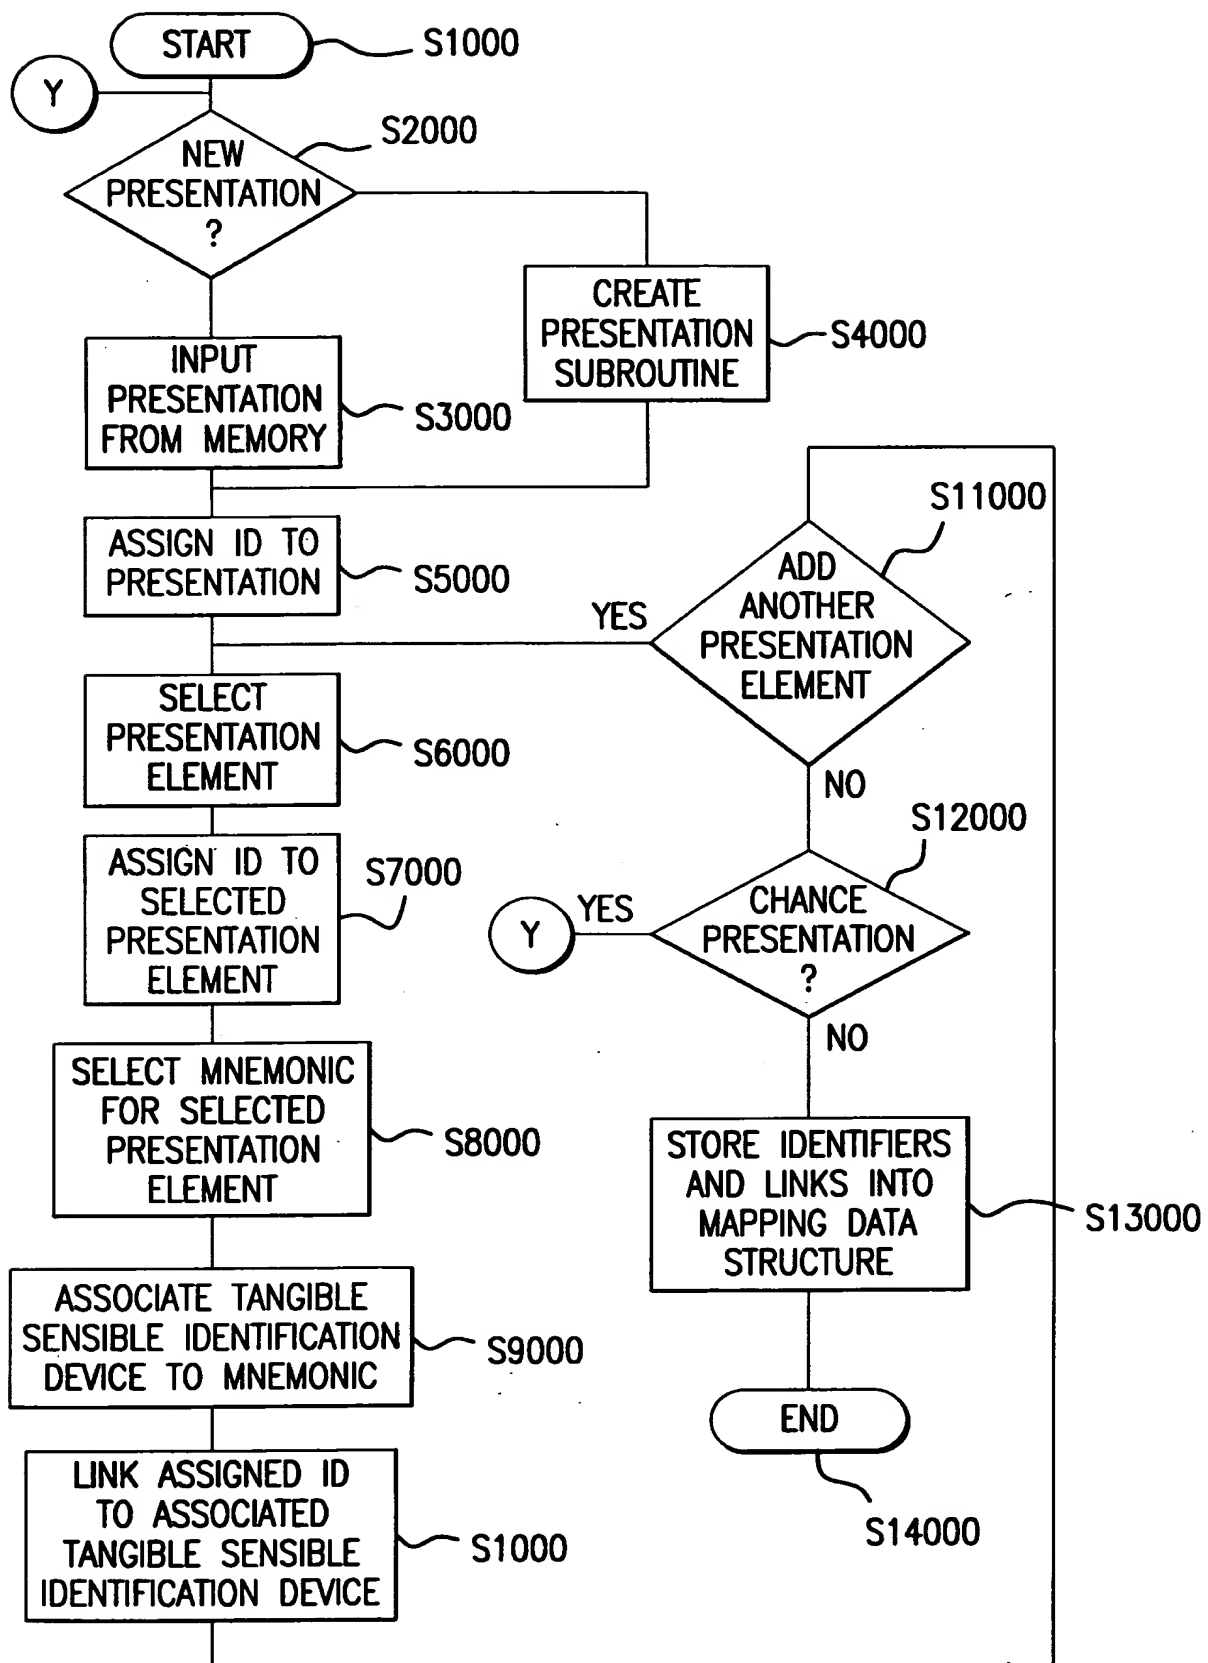 START
S1000
Y
S2000
NEW
PRESENTATION
?
CREATE
PRESENTATION
SUBROUTINE
S4000
INPUT
PRESENTATION
FROM MEMORY
S3000
ASSIGN ID TO
PRESENTATION
S5000
SELECT
PRESENTATION
ELEMENT
S6000
ASSIGN ID TO
SELECTED
PRESENTATION
ELEMENT
S7000
SELECT MNEMONIC
FOR SELECTED
PRESENTATION
ELEMENT
S8000
ASSOCIATE TANGIBLE
SENSIBLE IDENTIFICATION
DEVICE TO MNEMONIC
S9000
LINK ASSIGNED ID
TO ASSOCIATED
TANGIBLE SENSIBLE
IDENTIFICATION DEVICE
S1000
S11000
ADD
ANOTHER
PRESENTATION
ELEMENT
YES
NO
S12000
CHANCE
PRESENTATION
?
YES
Y
NO
STORE IDENTIFIERS
AND LINKS INTO
MAPPING DATA
STRUCTURE
S13000
END
S14000